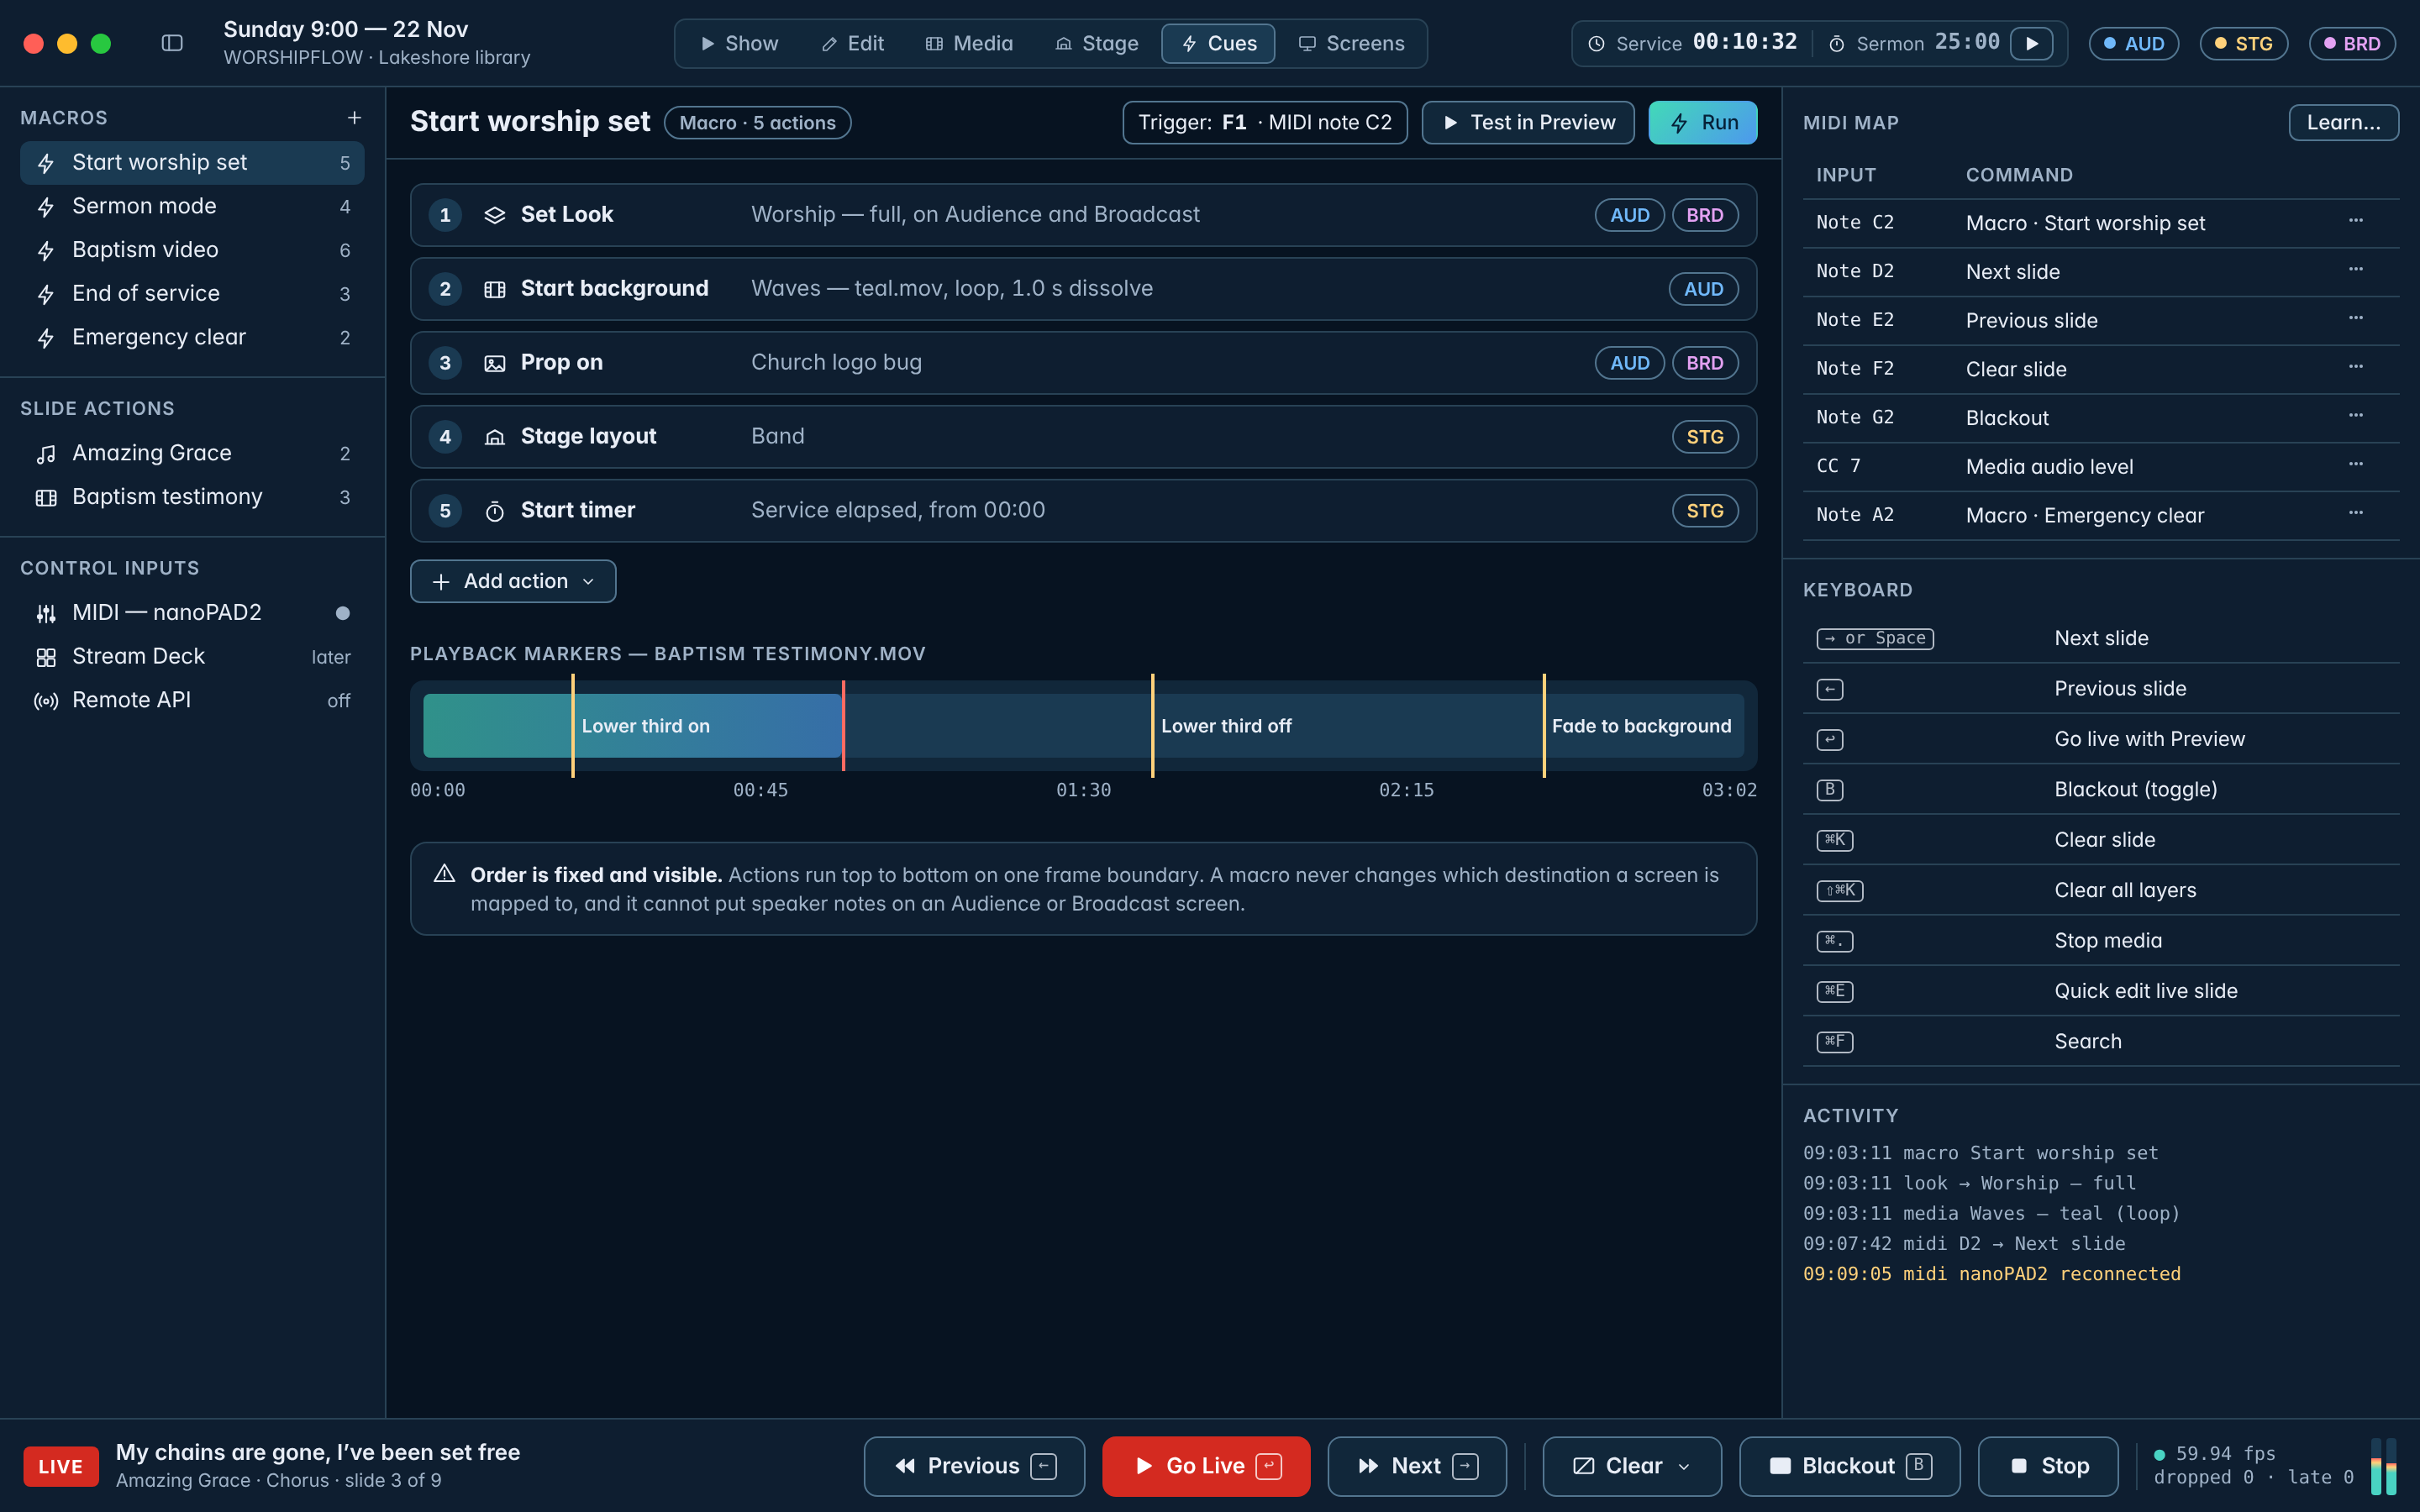 Sunday 9:00 — 22 Nov
WORSHIPFLOW · Lakeshore library
Show
Edit
Media
Stage
Cues
Screens
Service 00:10:32
Sermon 25:00
AUD
STG
BRD
MACROS
Start worship set 5
Sermon mode 4
Baptism video 6
End of service 3
Emergency clear 2
SLIDE ACTIONS
Amazing Grace 2
Baptism testimony 3
CONTROL INPUTS
MIDI — nanoPAD2
Stream Deck later
Remote API off
Start worship set
Macro · 5 actions
Trigger: F1 · MIDI note C2
Test in Preview
Run
1 Set Look Worship — full, on Audience and Broadcast AUD BRD
2 Start background Waves — teal.mov, loop, 1.0 s dissolve AUD
3 Prop on Church logo bug AUD BRD
4 Stage layout Band STG
5 Start timer Service elapsed, from 00:00 STG
Add action
PLAYBACK MARKERS — BAPTISM TESTIMONY.MOV
Lower third on
Lower third off
Fade to background
00:00 00:45 01:30 02:15 03:02
Order is fixed and visible. Actions run top to bottom on one frame boundary. A macro never changes which destination a screen is
mapped to, and it cannot put speaker notes on an Audience or Broadcast screen.
MIDI MAP
Learn...
INPUT COMMAND
Note C2 Macro · Start worship set
Note D2 Next slide
Note E2 Previous slide
Note F2 Clear slide
Note G2 Blackout
CC 7 Media audio level
Note A2 Macro · Emergency clear
KEYBOARD
→ or Space Next slide
← Previous slide
↩ Go live with Preview
B Blackout (toggle)
⌘K Clear slide
⇧⌘K Clear all layers
⌘. Stop media
⌘E Quick edit live slide
⌘F Search
ACTIVITY
09:03:11 macro Start worship set
09:03:11 look → Worship — full
09:03:11 media Waves — teal (loop)
09:07:42 midi D2 → Next slide
09:09:05 midi nanoPAD2 reconnected
LIVE
My chains are gone, I’ve been set free
Amazing Grace · Chorus · slide 3 of 9
Previous ←
Go Live ↩
Next →
Clear
Blackout B
Stop
59.94 fps
dropped 0 · late 0